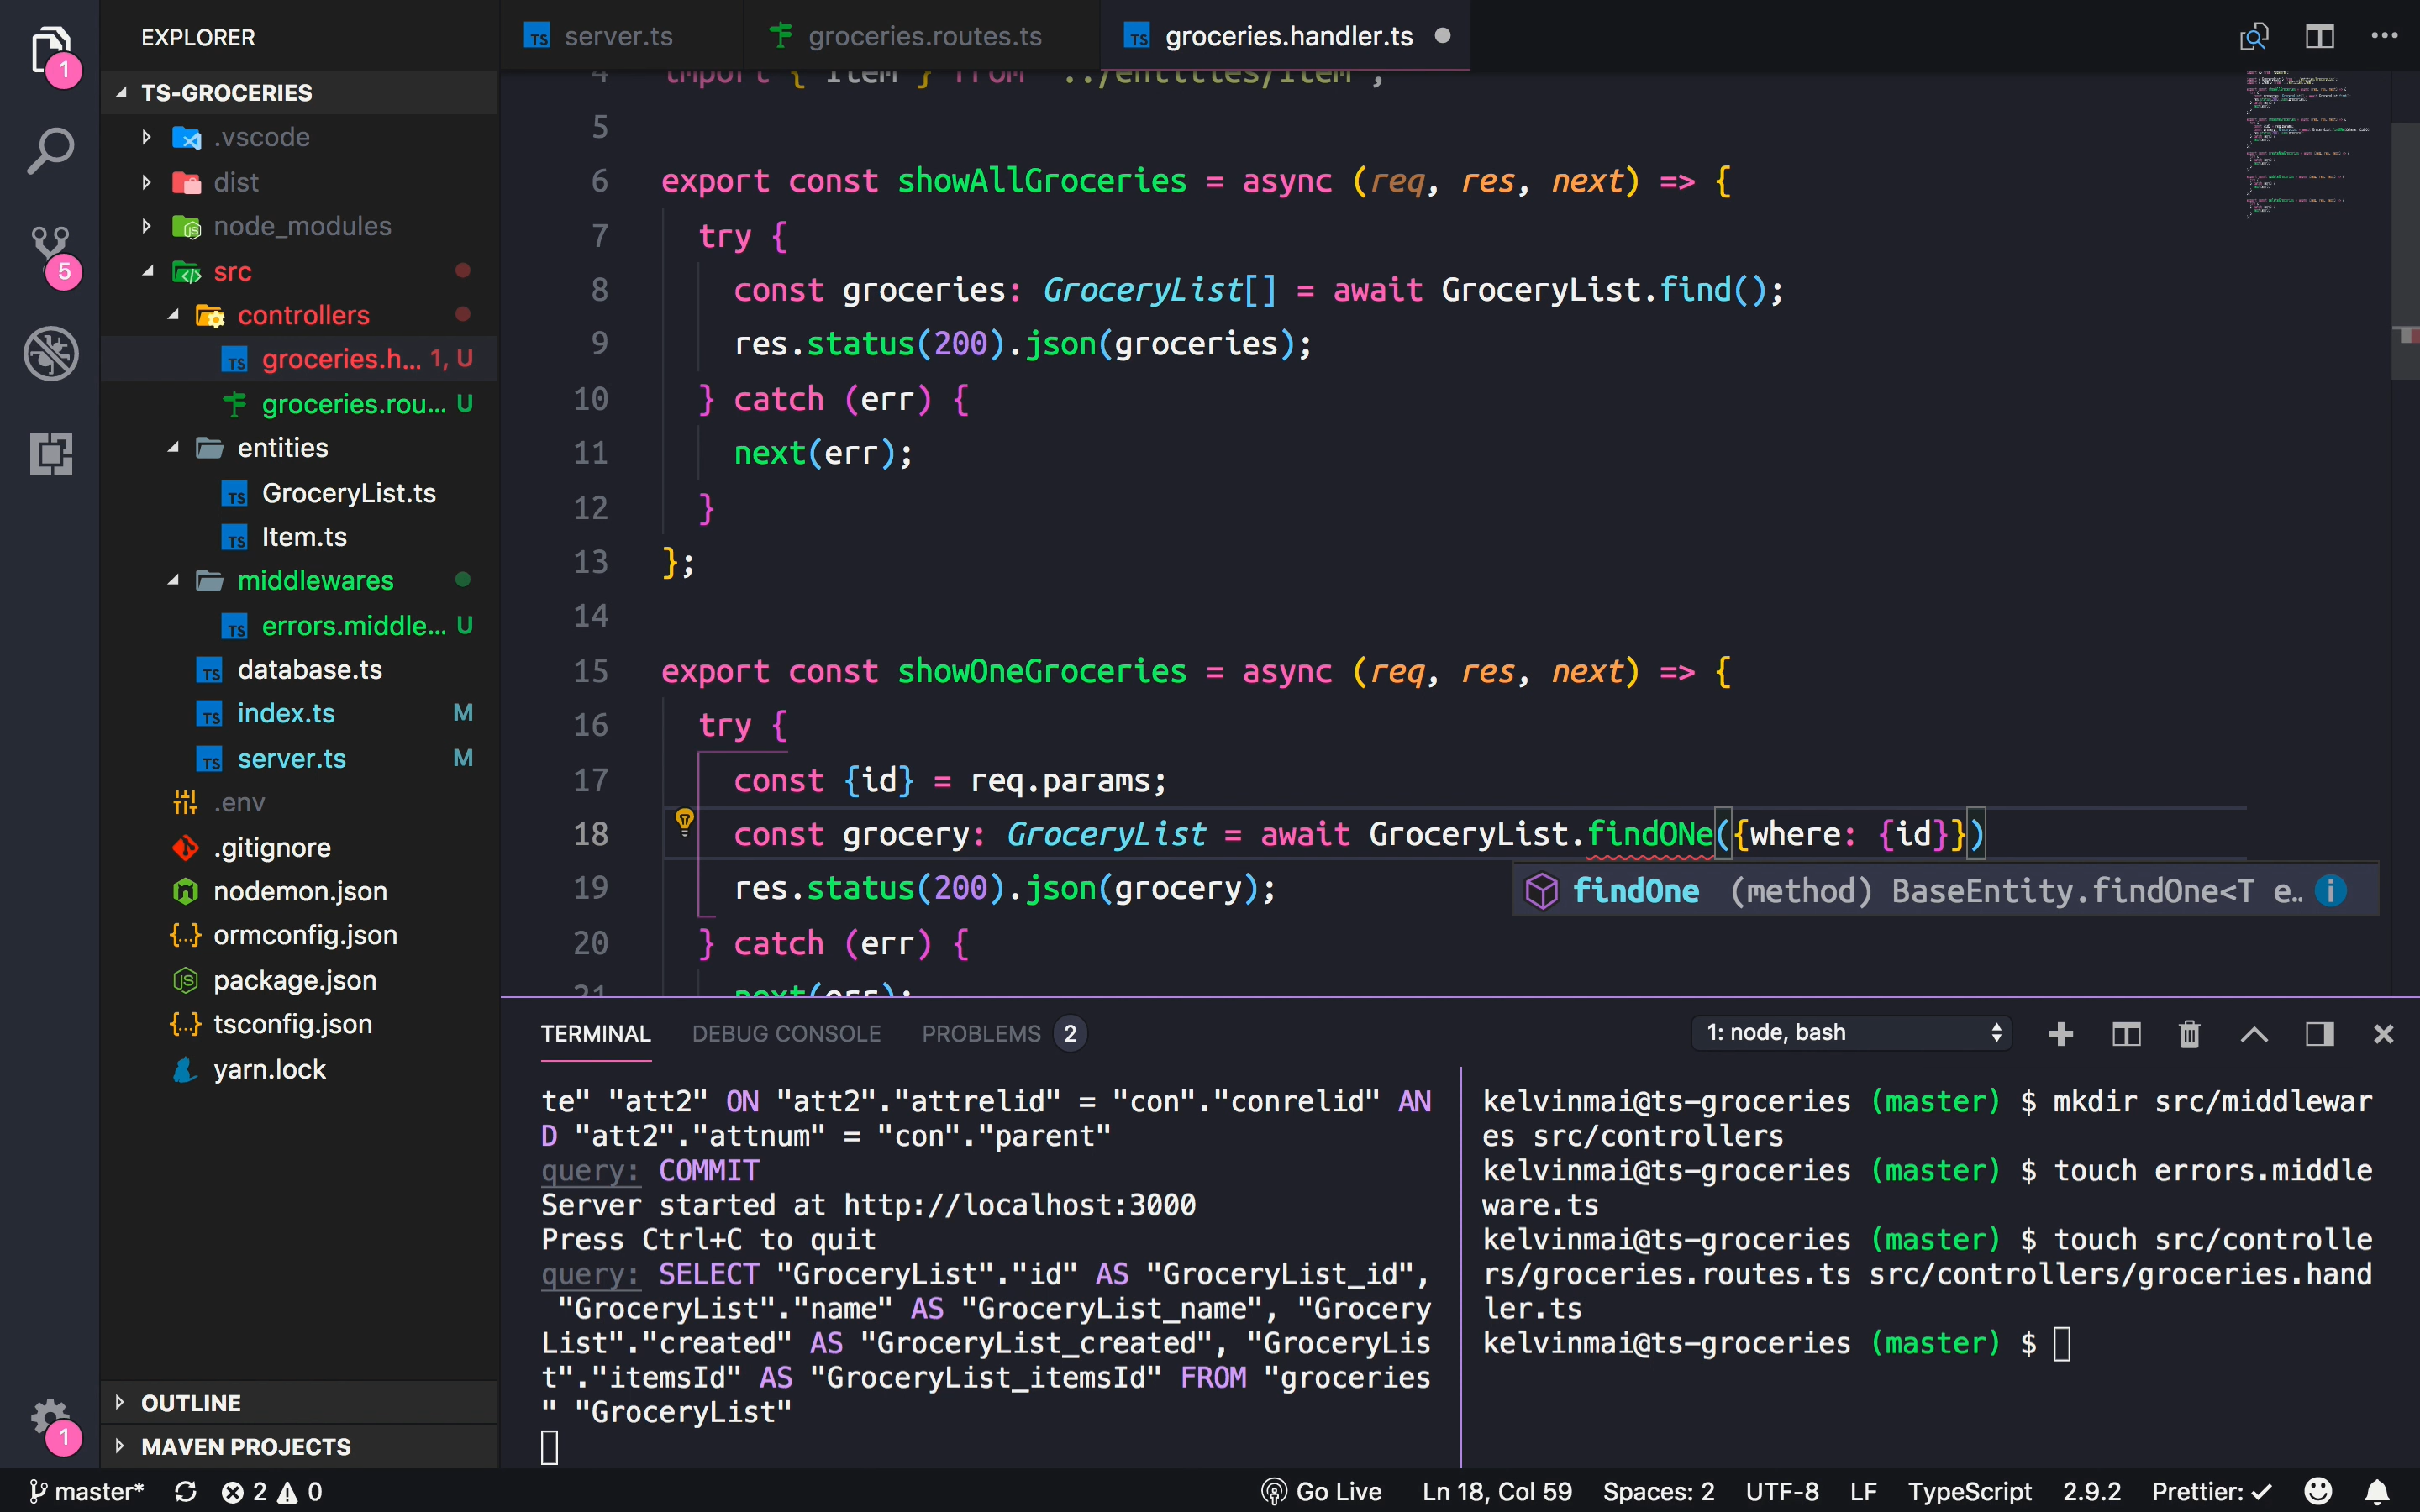 EXPLORER
TS-GROCERIES
.vscode
dist
node_modules
src
controllers
groceries.h... 1, U
groceries.rou... U
entities
GroceryList.ts
Item.ts
middlewares
errors.middle... U
database.ts
index.ts M
server.ts M
.env
.gitignore
nodemon.json
ormconfig.json
package.json
tsconfig.json
yarn.lock
OUTLINE
MAVEN PROJECTS
1
5
1
server.ts
groceries.routes.ts
groceries.handler.ts
4 import { Item } from '../entities/Item';
5
6 export const showAllGroceries = async (req, res, next) => {
7 try {
8 const groceries: GroceryList[] = await GroceryList.find();
9 res.status(200).json(groceries);
10 } catch (err) {
11 next(err);
12 }
13 };
14
15 export const showOneGroceries = async (req, res, next) => {
16 try {
17 const {id} = req.params;
18 const grocery: GroceryList = await GroceryList.findONe({where: {id}})
19 res.status(200).json(grocery);
findOne (method) BaseEntity.findOne<T e..
20 } catch (err) {
21 next(err);
TERMINAL DEBUG CONSOLE PROBLEMS 2
1: node, bash
te" "att2" ON "att2"."attrelid" = "con"."conrelid" AN
D "att2"."attnum" = "con"."parent"
query: COMMIT
Server started at http://localhost:3000
Press Ctrl+C to quit
query: SELECT "GroceryList"."id" AS "GroceryList_id",
"GroceryList"."name" AS "GroceryList_name", "Grocery
List"."created" AS "GroceryList_created", "GroceryLis
t"."itemsId" AS "GroceryList_itemsId" FROM "groceries
" "GroceryList"
kelvinmai@ts-groceries (master) $ mkdir src/middlewar
es src/controllers
kelvinmai@ts-groceries (master) $ touch errors.middle
ware.ts
kelvinmai@ts-groceries (master) $ touch src/controlle
rs/groceries.routes.ts src/controllers/groceries.hand
ler.ts
kelvinmai@ts-groceries (master) $
master* 2 0
Go Live Ln 18, Col 59 Spaces: 2 UTF-8 LF TypeScript 2.9.2 Prettier: ✓